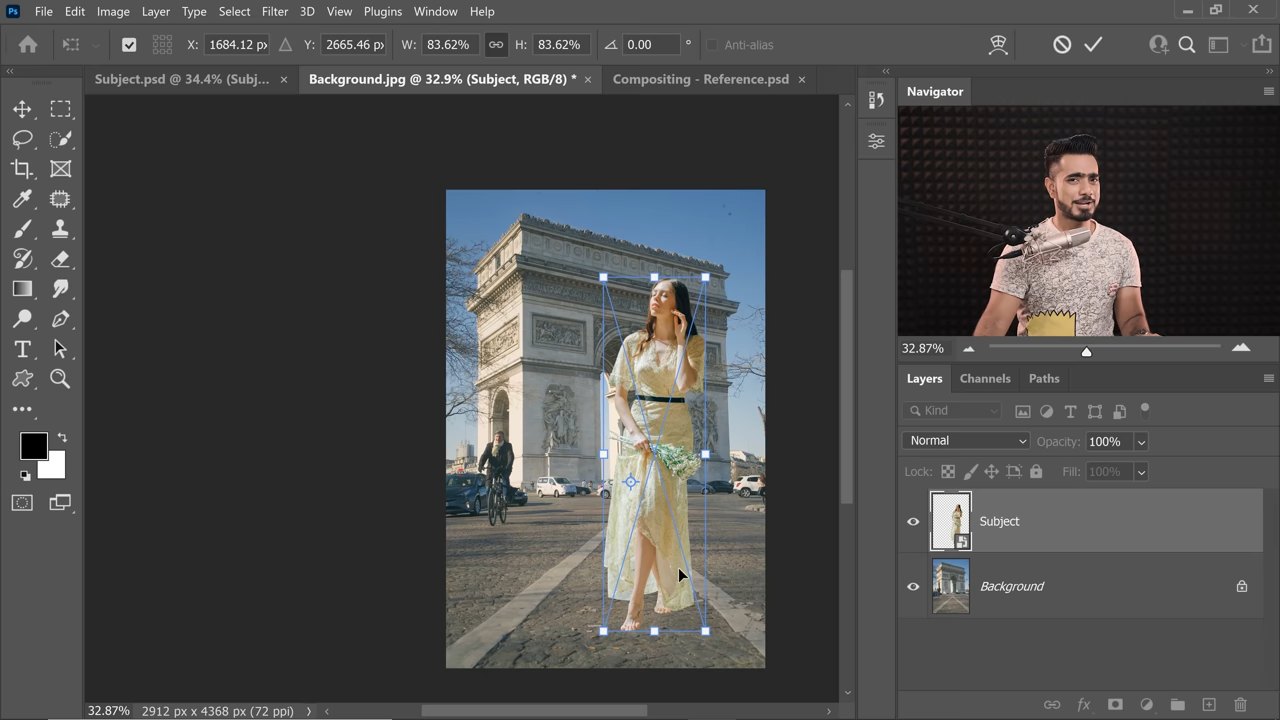 Ps File Edit Image Layer Type Select Filter 3D View Plugins Window Help
X: 1684.12 px Y: 2665.46 px W: 83.62% H: 83.62% 0.00 ° Anti-alias
Subject.psd @ 34.4% (Subj... × Background.jpg @ 32.9% (Subject, RGB/8) * × Compositing - Reference.psd ×
Navigator
32.87%
Layers Channels Paths
Kind
Normal Opacity: 100%
Lock: Fill: 100%
Subject
Background
32.87% 2912 px x 4368 px (72 ppi)